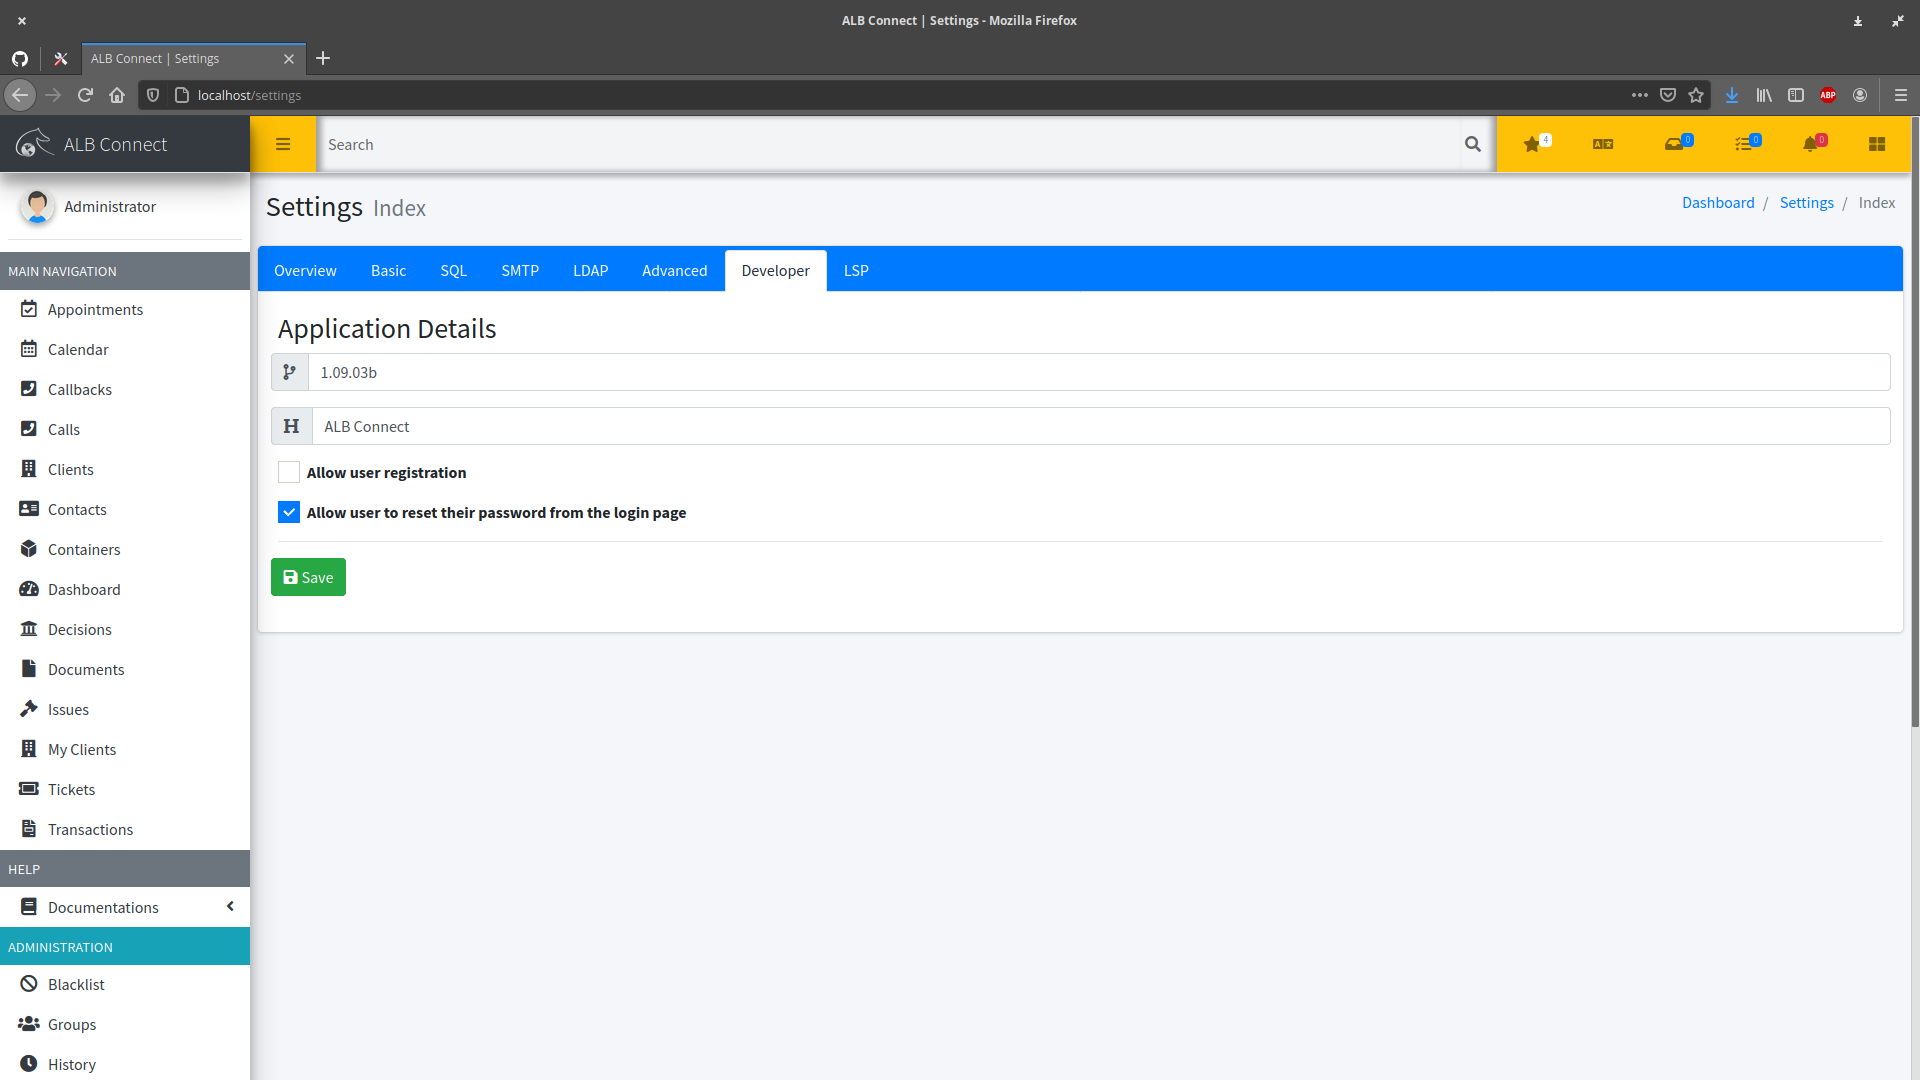 ALB Connect | Settings - Mozilla Firefox
ALB Connect | Settings
localhost/settings
ABP
ALB Connect
Search
4
0
0
0
Administrator
Settings Index
Dashboard / Settings / Index
MAIN NAVIGATION
Appointments
Calendar
Callbacks
Calls
Clients
Contacts
Containers
Dashboard
Decisions
Documents
Issues
My Clients
Tickets
Transactions
HELP
Documentations
ADMINISTRATION
Blacklist
Groups
History
Overview Basic SQL SMTP LDAP Advanced Developer LSP
Application Details
1.09.03b
H ALB Connect
Allow user registration
Allow user to reset their password from the login page
Save